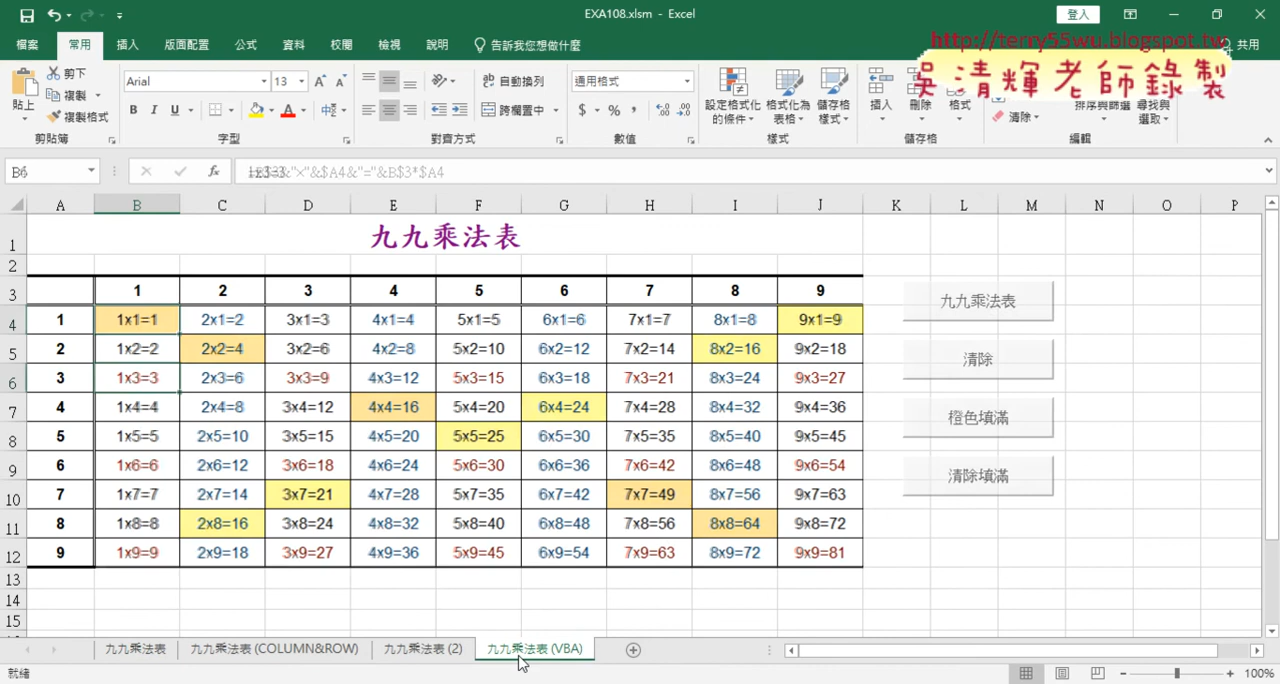 EXA108.xlsm - Excel
登入
檔案 常用 插入 版面配置 公式 資料 校閱 檢視 說明 告訴我您想做什麼 共用
http://terry55wu.blogspot.tw
吳清輝老師錄製
剪下
複製
複製格式
貼上
剪貼簿
Arial 13
B I U
字型
自動換列
跨欄置中
對齊方式
通用格式
$ % ,
數值
設定格式化的條件
格式化為表格
儲存格樣式
樣式
插入 刪除 格式
儲存格
清除
排序與篩選 尋找與選取
編輯
B6
A B C D E F G H I J K L M N O P
1 九九乘法表
2
3 1 2 3 4 5 6 7 8 9
4 1 1x1=1 2x1=2 3x1=3 4x1=4 5x1=5 6x1=6 7x1=7 8x1=8 9x1=9
5 2 1x2=2 2x2=4 3x2=6 4x2=8 5x2=10 6x2=12 7x2=14 8x2=16 9x2=18
6 3 1x3=3 2x3=6 3x3=9 4x3=12 5x3=15 6x3=18 7x3=21 8x3=24 9x3=27
7 4 1x4=4 2x4=8 3x4=12 4x4=16 5x4=20 6x4=24 7x4=28 8x4=32 9x4=36
8 5 1x5=5 2x5=10 3x5=15 4x5=20 5x5=25 6x5=30 7x5=35 8x5=40 9x5=45
9 6 1x6=6 2x6=12 3x6=18 4x6=24 5x6=30 6x6=36 7x6=42 8x6=48 9x6=54
10 7 1x7=7 2x7=14 3x7=21 4x7=28 5x7=35 6x7=42 7x7=49 8x7=56 9x7=63
11 8 1x8=8 2x8=16 3x8=24 4x8=32 5x8=40 6x8=48 7x8=56 8x8=64 9x8=72
12 9 1x9=9 2x9=18 3x9=27 4x9=36 5x9=45 6x9=54 7x9=63 8x9=72 9x9=81
13
14
15
九九乘法表
清除
橙色填滿
清除填滿
九九乘法表 九九乘法表 (COLUMN&ROW) 九九乘法表 (2) 九九乘法表 (VBA)
就緒 100%